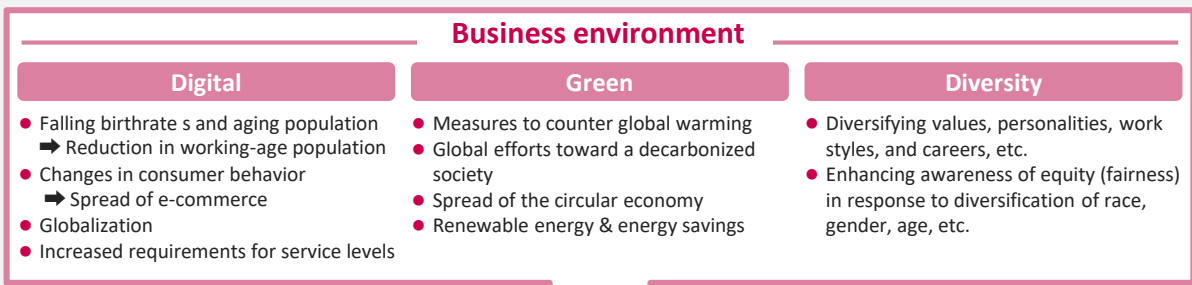 Business environment
Digital
● Falling birthrate s and aging population
➡ Reduction in working-age population
● Changes in consumer behavior
➡ Spread of e-commerce
● Globalization
● Increased requirements for service levels
Green
● Measures to counter global warming
● Global efforts toward a decarbonized
society
● Spread of the circular economy
● Renewable energy & energy savings
Diversity
● Diversifying values, personalities, work
styles, and careers, etc.
● Enhancing awareness of equity (fairness)
in response to diversification of race,
gender, age, etc.